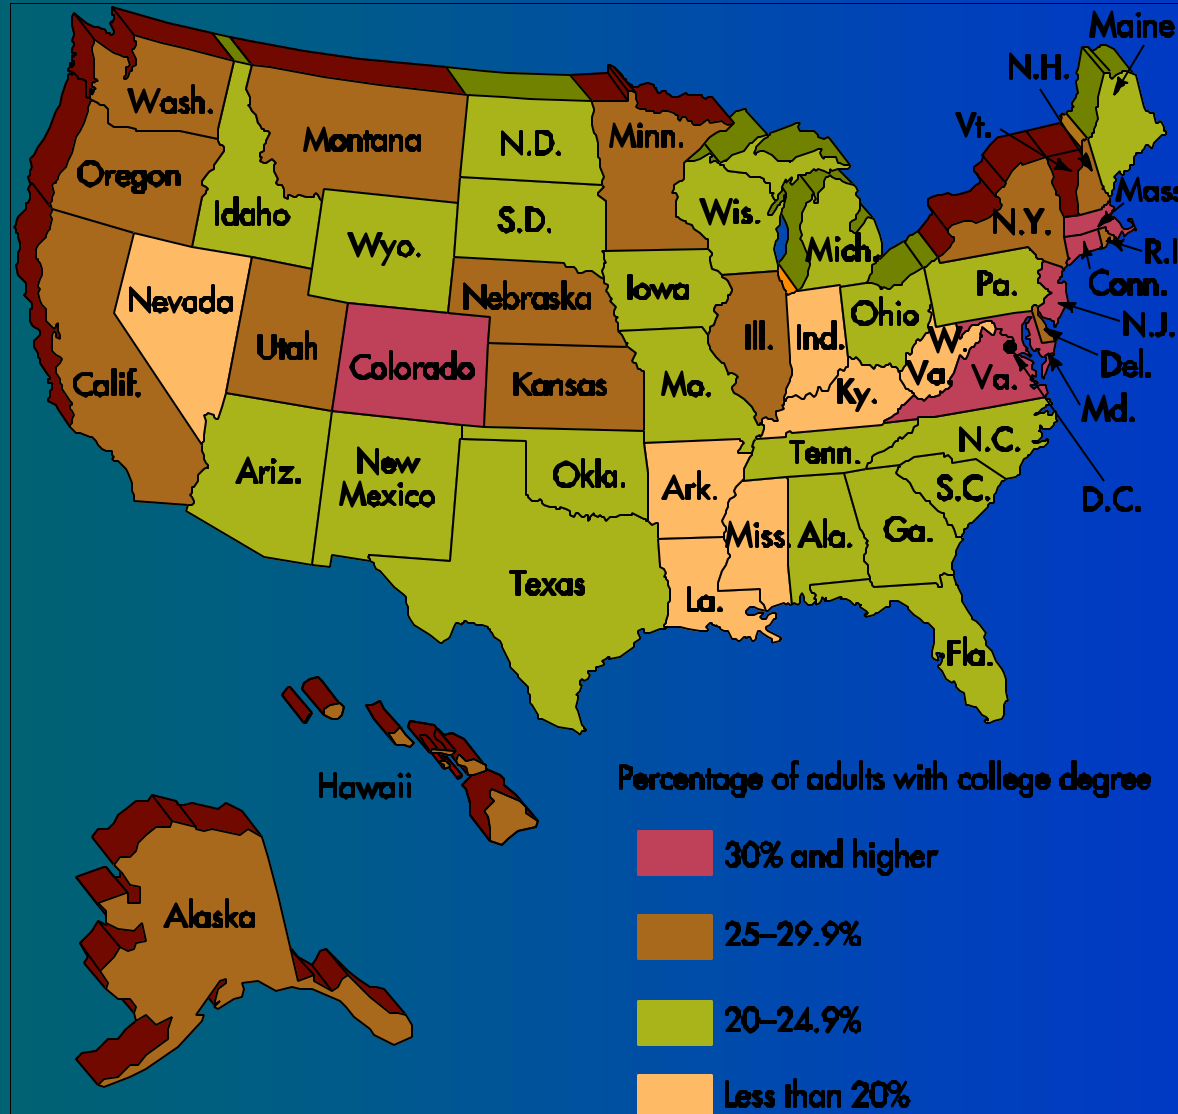 Maine
N.H.
Vt.
Wash.
Montana
N.D.
Minn.
Oregon
Idaho
S.D.
Wis.
Mich.
N.Y.
Mass
R.I
Conn.
N.J.
Del.
Md.
D.C.
Wyo.
Nevada
Nebraska
Iowa
Pa.
Ohio
Utah
Colorado
Ill.
Ind.
W.
Va.
Va.
Calif.
Kansas
Mo.
Ky.
Ariz.
New
Mexico
Okla.
Ark.
Tenn.
N.C.
S.C.
Texas
Miss.
Ala.
Ga.
La.
Fla.
Hawaii
Alaska
Percentage of adults with college degree
30% and higher
25–29.9%
20–24.9%
Less than 20%